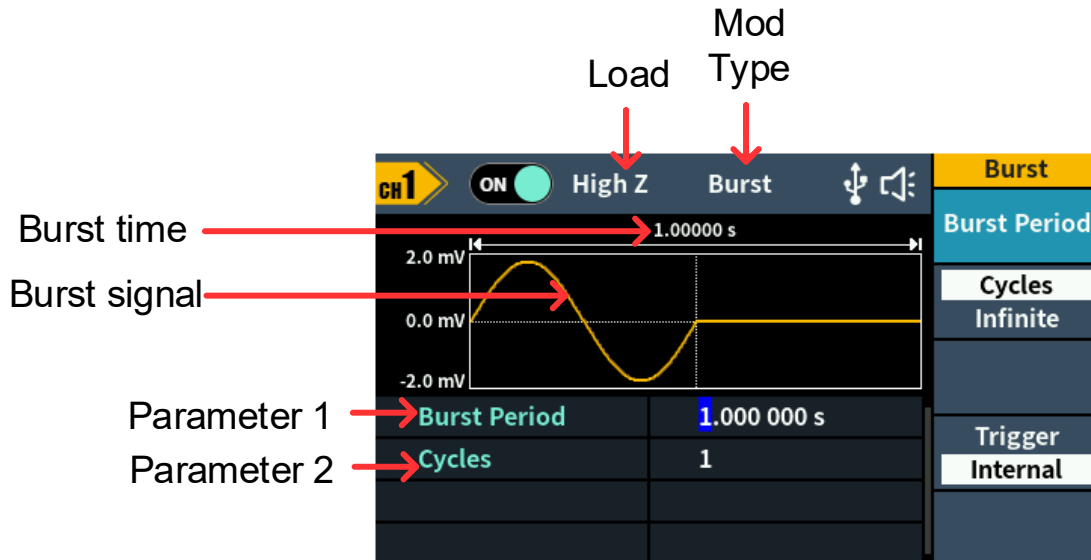 Mod
Type
Load
CH1
ON
High Z
Burst
Burst
Burst time
1.00000 s
Burst Period
2.0 mV
Burst signal
Cycles
0.0 mV
Infinite
-2.0 mV
Parameter 1
Burst Period
1.000 000 s
Trigger
Parameter 2
Cycles
1
Internal